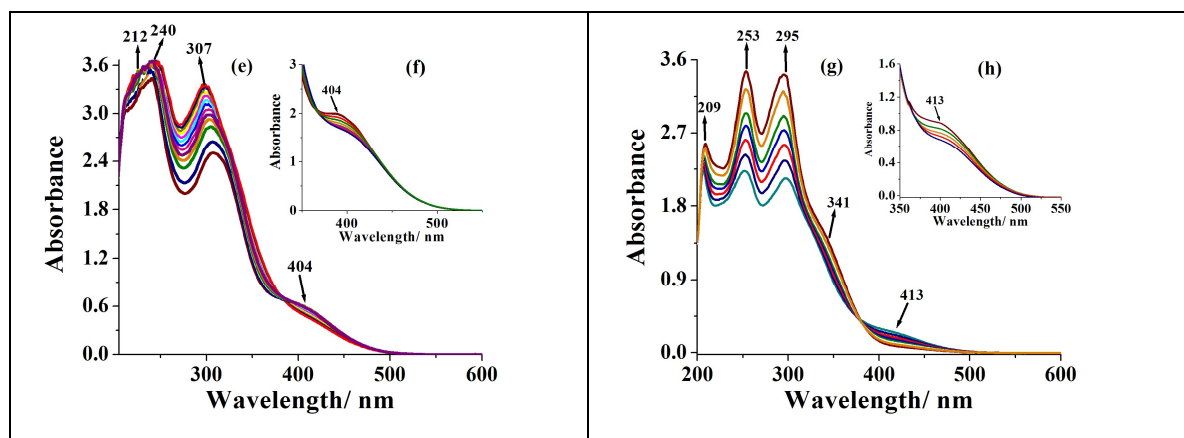 212 240 307 (e) (f)
3.6
3.0
2.4
1.8
1.2
0.6
0.0
Absorbance
300 400 500 600
Wavelength/ nm
404
3
2
1
0
Absorbance
404
400 500
Wavelength/ nm
253 295 (g) (h)
209
341
413
3.6
2.7
1.8
0.9
0.0
Absorbance
200 300 400 500 600
Wavelength/ nm
1.6
1.2
0.8
0.4
0.0
Absorbance
413
350 400 450 500 550
Wavelength/ nm